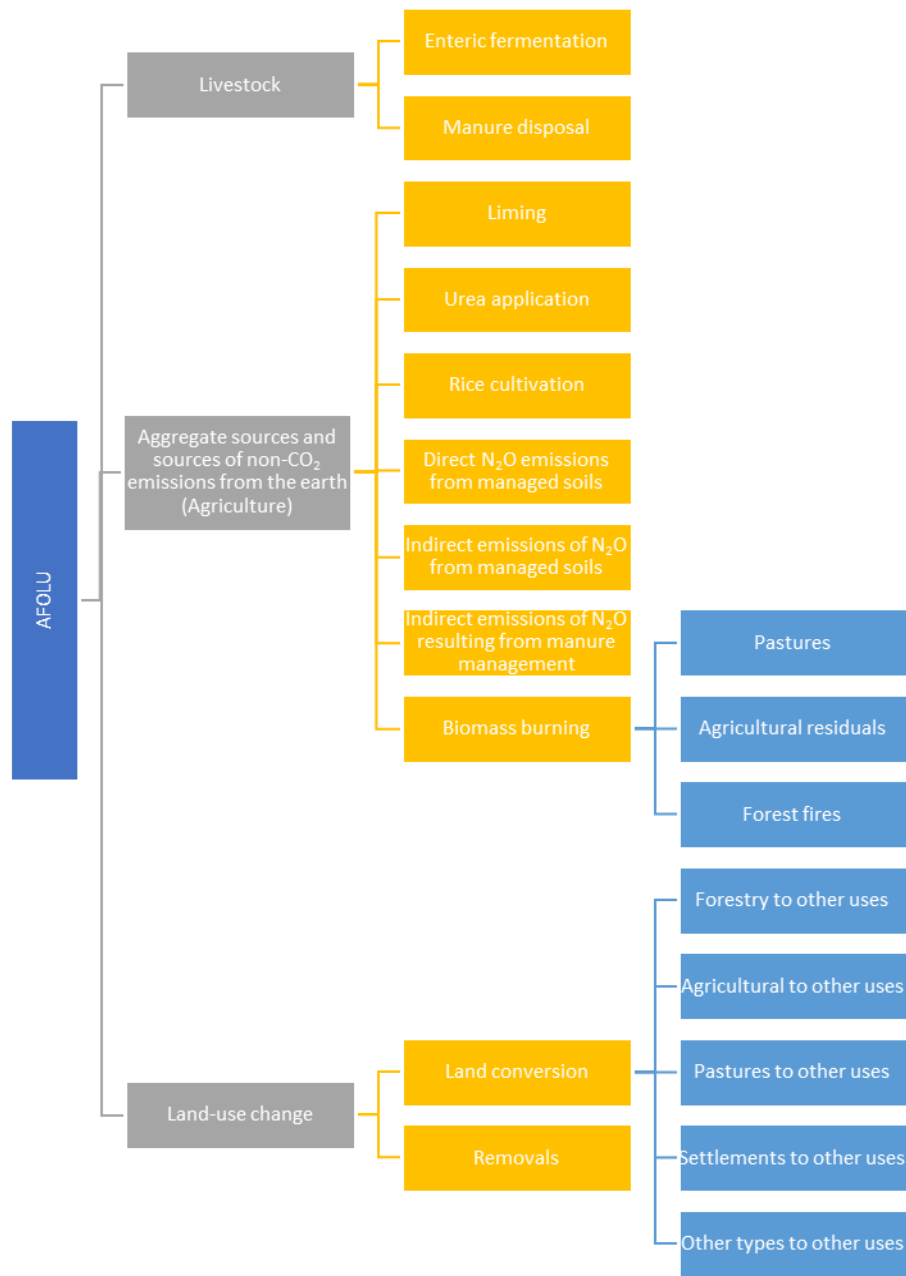 Enteric fermentation
Livestock
Manure disposal
Liming
Urea application
Rice cultivation
AFOLU
Aggregate sources and
sources of non-CO₂
emissions from the earth
(Agriculture)
Direct N₂O emissions
from managed soils
Indirect emissions of N₂O
from managed soils
Indirect emissions of N₂O
resulting from manure
management
Biomass burning
Pastures
Agricultural residuals
Forest fires
Land-use change
Land conversion
Removals
Forestry to other uses
Agricultural to other uses
Pastures to other uses
Settlements to other uses
Other types to other uses